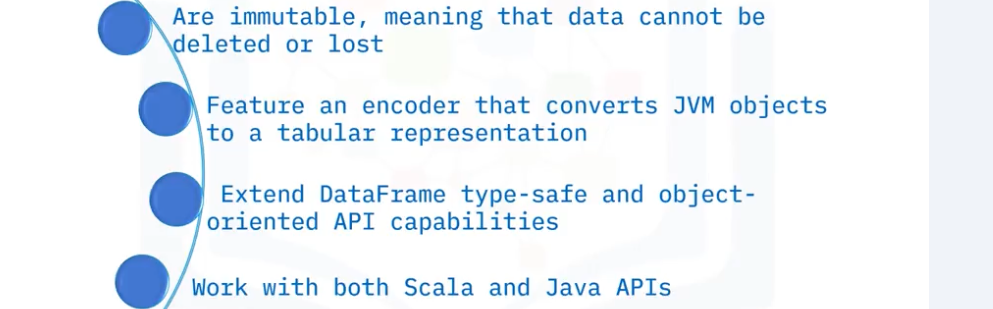 Are immutable, meaning that data cannot be
deleted or lost
Feature an encoder that converts JVM objects
to a tabular representation
Extend DataFrame type-safe and object-
oriented API capabilities
Work with both Scala and Java APIs